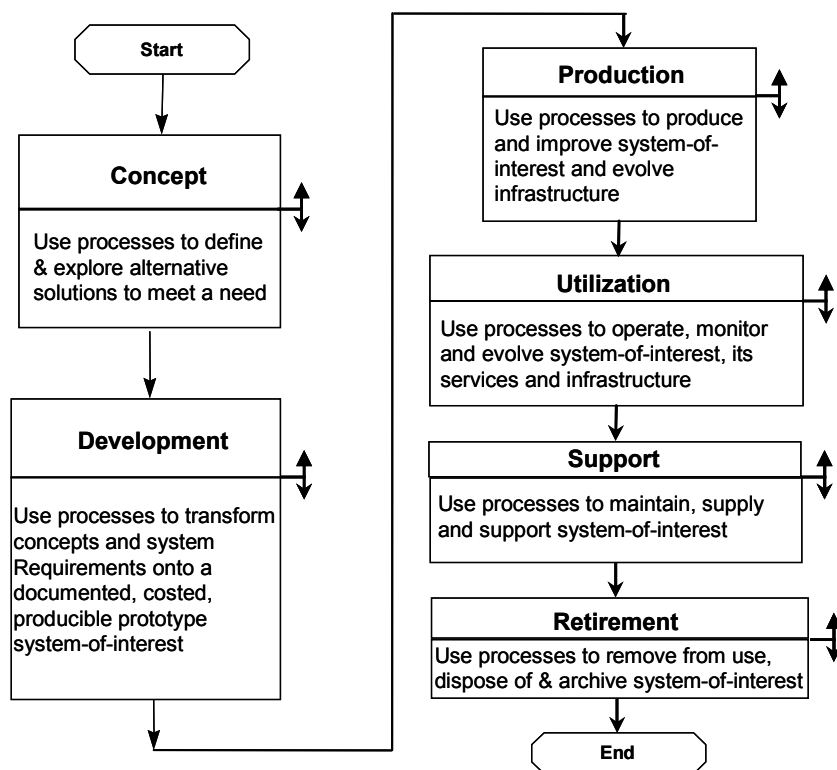 Start
Concept
Use processes to define
& explore alternative
solutions to meet a need
Development
Use processes to transform
concepts and system
Requirements onto a
documented, costed,
producible prototype
system-of-interest
Production
Use processes to produce
and improve system-of-
interest and evolve
infrastructure
Utilization
Use processes to operate, monitor
and evolve system-of-interest, its
services and infrastructure
Support
Use processes to maintain, supply
and support system-of-interest
Retirement
Use processes to remove from use,
dispose of & archive system-of-interest
End